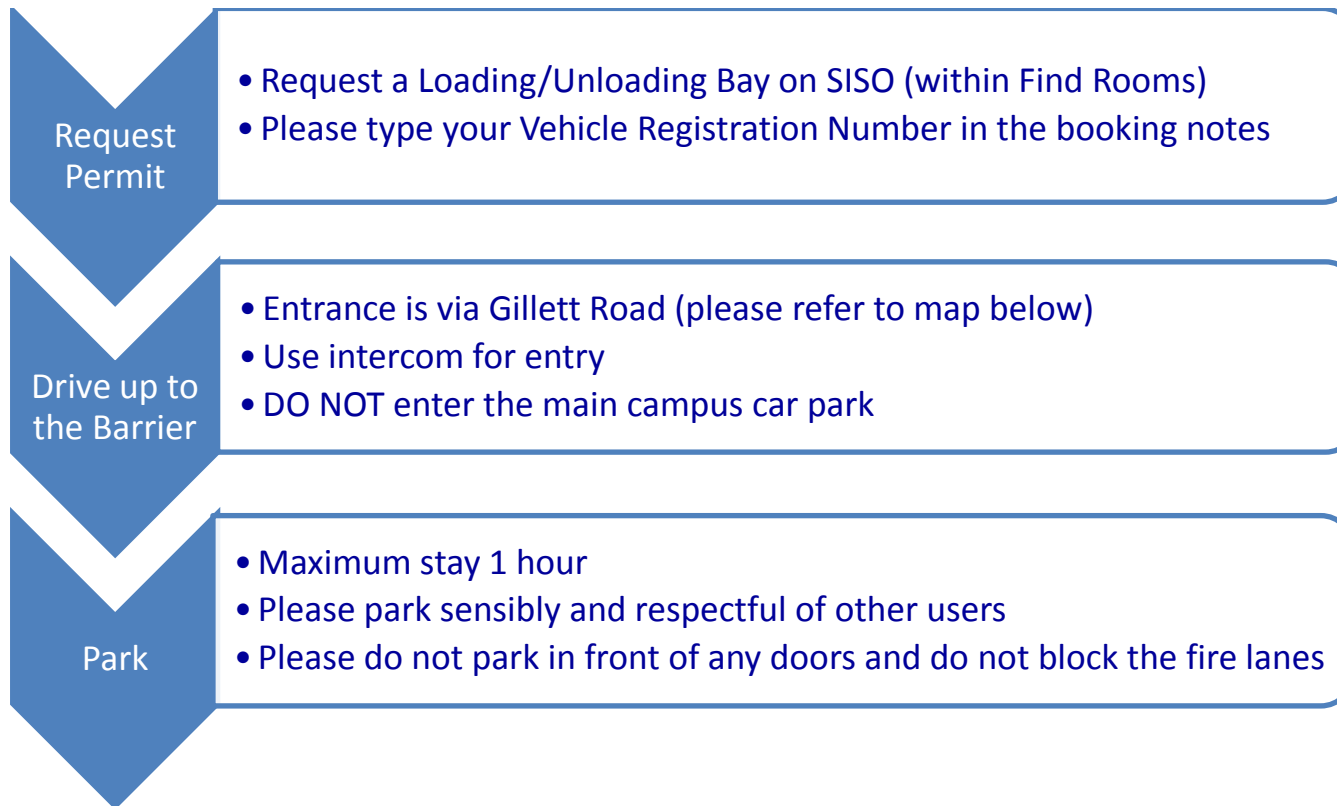 Request
Permit
• Request a Loading/Unloading Bay on SISO (within Find Rooms)
• Please type your Vehicle Registration Number in the booking notes
Drive up to
the Barrier
• Entrance is via Gillett Road (please refer to map below)
• Use intercom for entry
• DO NOT enter the main campus car park
Park
• Maximum stay 1 hour
• Please park sensibly and respectful of other users
• Please do not park in front of any doors and do not block the fire lanes